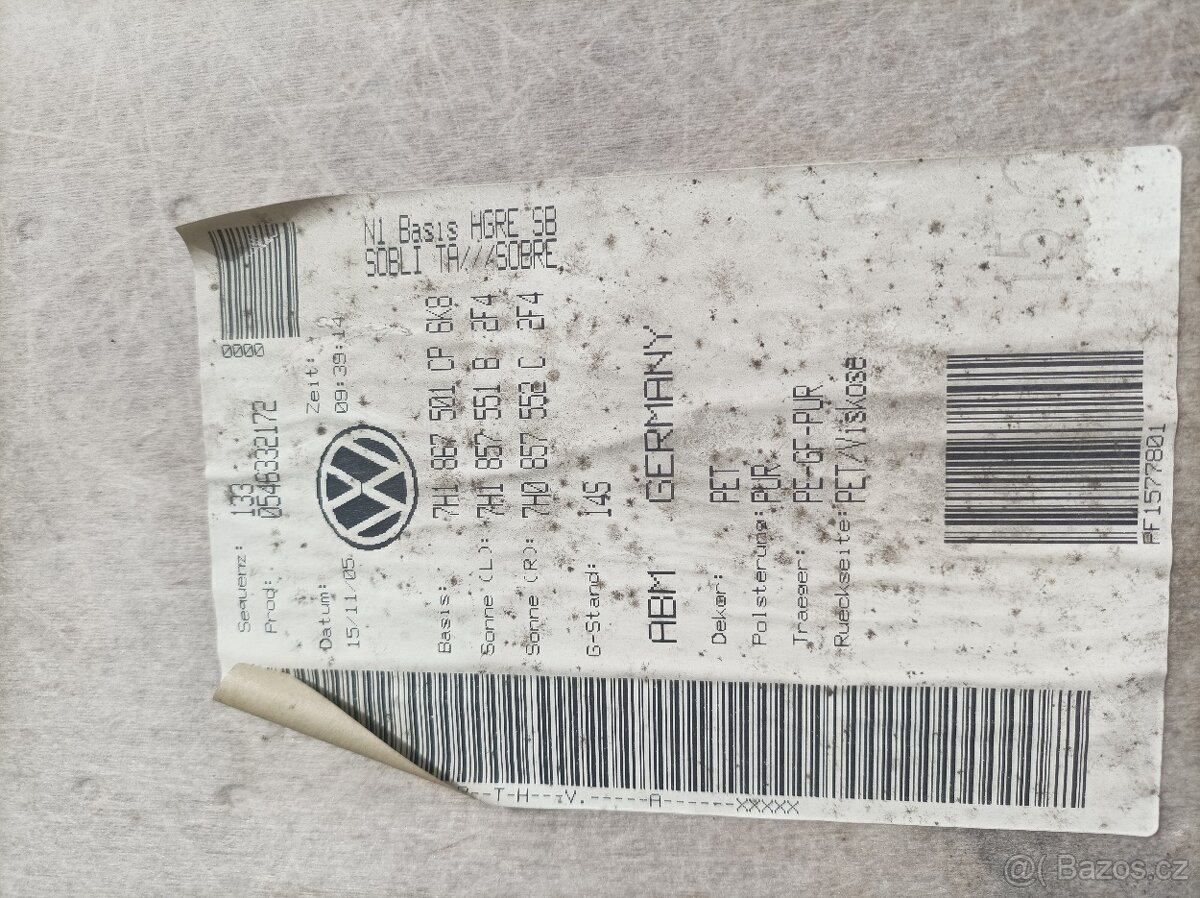 0000
Sequenz: 133
Prod: 0546332172
Datum: Zeit:
15/11/05 09:39:14
N1 Basis HGRE SB
SOBLI TA///SOBRE
Basis: 7H1 867 501 CP 6K8
Sonne (L): 7H1 857 551 B 2F4
Sonne (R): 7H0 857 552 C 2F4
G-Stand: 14S
ABM GERMANY
Dekor: PET
Polsterung: PUR
Traeger: PE-GF-PUR
Rueckseite: PET/Viskose
PF1577801
T-H---V.------A------XXXXX
@( Bazos.cz